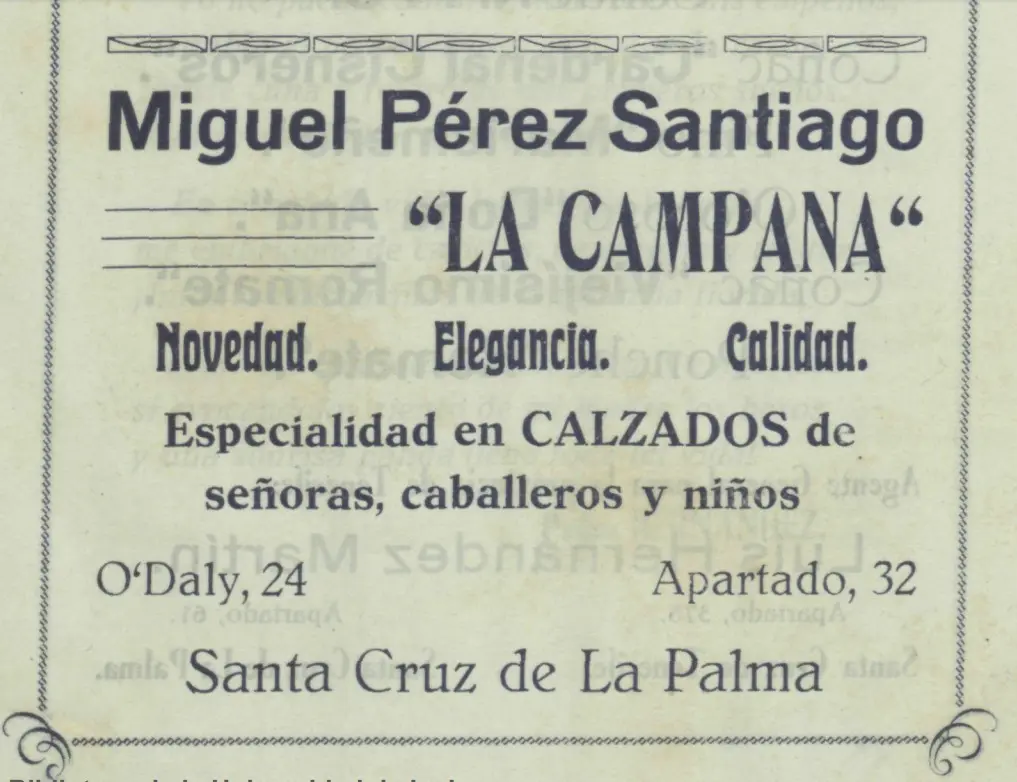 Miguel Pérez Santiago
“LA CAMPANA“
Novedad. Elegancia. Calidad.
Especialidad en CALZADOS de
señoras, caballeros y niños
O‘Daly, 24 Apartado, 32
Santa Cruz de La Palma